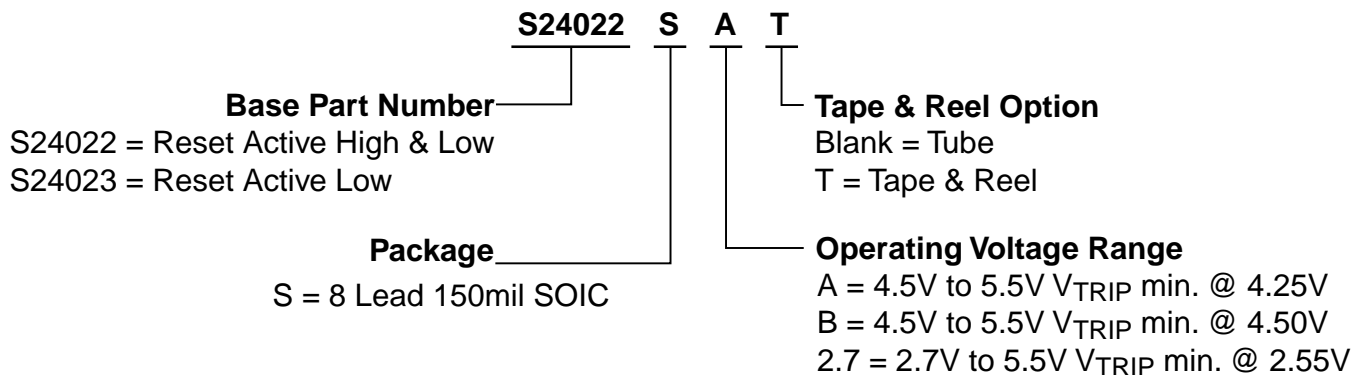 S24022 S A T
Base Part Number
S24022 = Reset Active High & Low
S24023 = Reset Active Low
Tape & Reel Option
Blank = Tube
T = Tape & Reel
Package
S = 8 Lead 150mil SOIC
Operating Voltage Range
A = 4.5V to 5.5V VTRIP min. @ 4.25V
B = 4.5V to 5.5V VTRIP min. @ 4.50V
2.7 = 2.7V to 5.5V VTRIP min. @ 2.55V